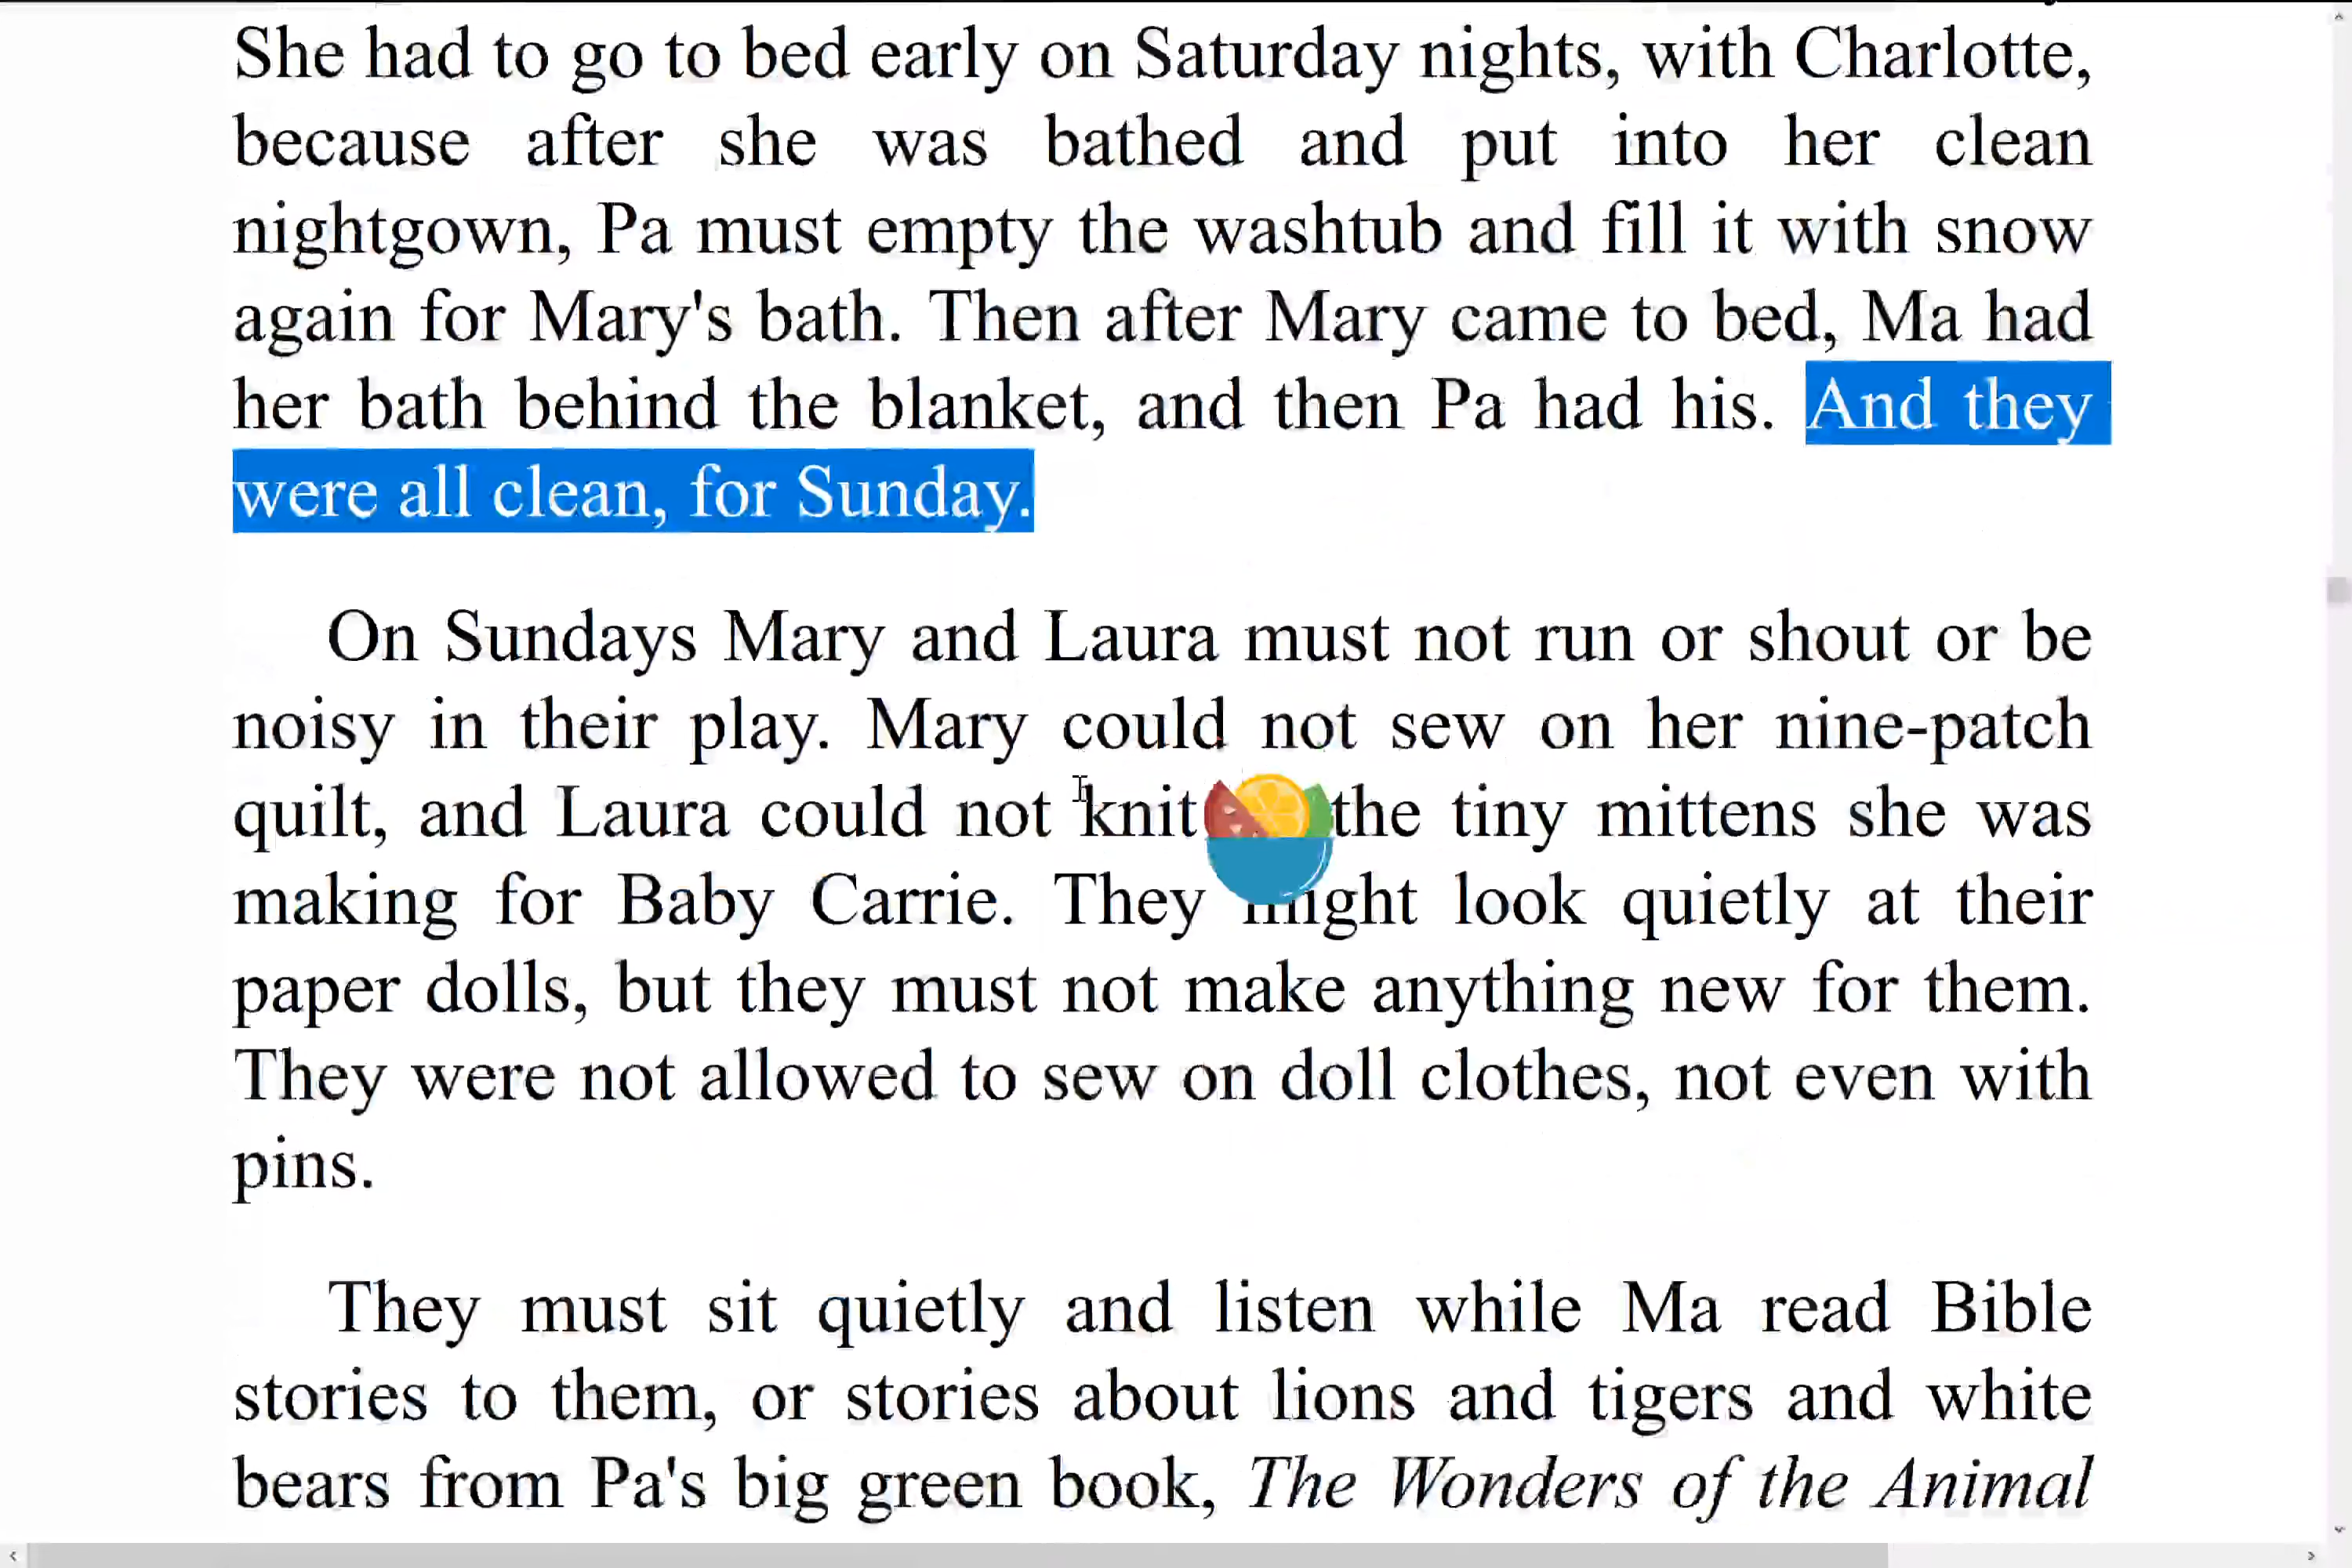 She had to go to bed early on Saturday nights, with Charlotte,
because after she was bathed and put into her clean
nightgown, Pa must empty the washtub and fill it with snow
again for Mary's bath. Then after Mary came to bed, Ma had
her bath behind the blanket, and then Pa had his. And they
were all clean, for Sunday.
On Sundays Mary and Laura must not run or shout or be
noisy in their play. Mary could not sew on her nine-patch
quilt, and Laura could not knit the tiny mittens she was
making for Baby Carrie. They might look quietly at their
paper dolls, but they must not make anything new for them.
They were not allowed to sew on doll clothes, not even with
pins.
They must sit quietly and listen while Ma read Bible
stories to them, or stories about lions and tigers and white
bears from Pa's big green book, The Wonders of the Animal